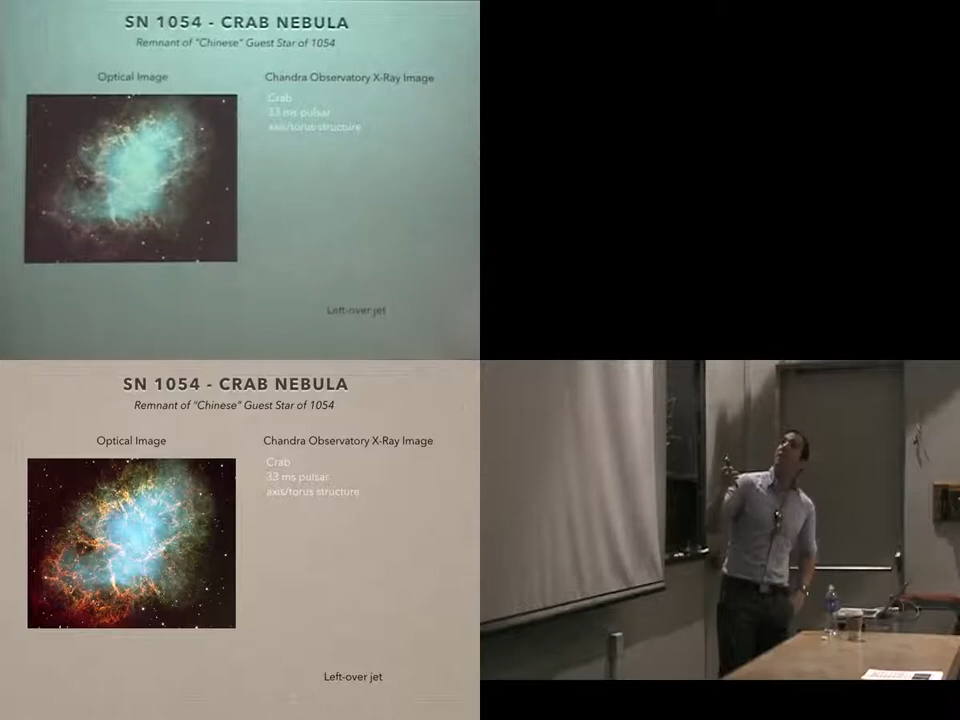 SN 1054 - CRAB NEBULA
Remnant of "Chinese" Guest Star of 1054
Optical Image
Chandra Observatory X-Ray Image
Crab
33 ms pulsar
axis/torus structure
Left-over jet
SN 1054 - CRAB NEBULA
Remnant of "Chinese" Guest Star of 1054
Optical Image
Chandra Observatory X-Ray Image
Crab
33 ms pulsar
axis/torus structure
Left-over jet